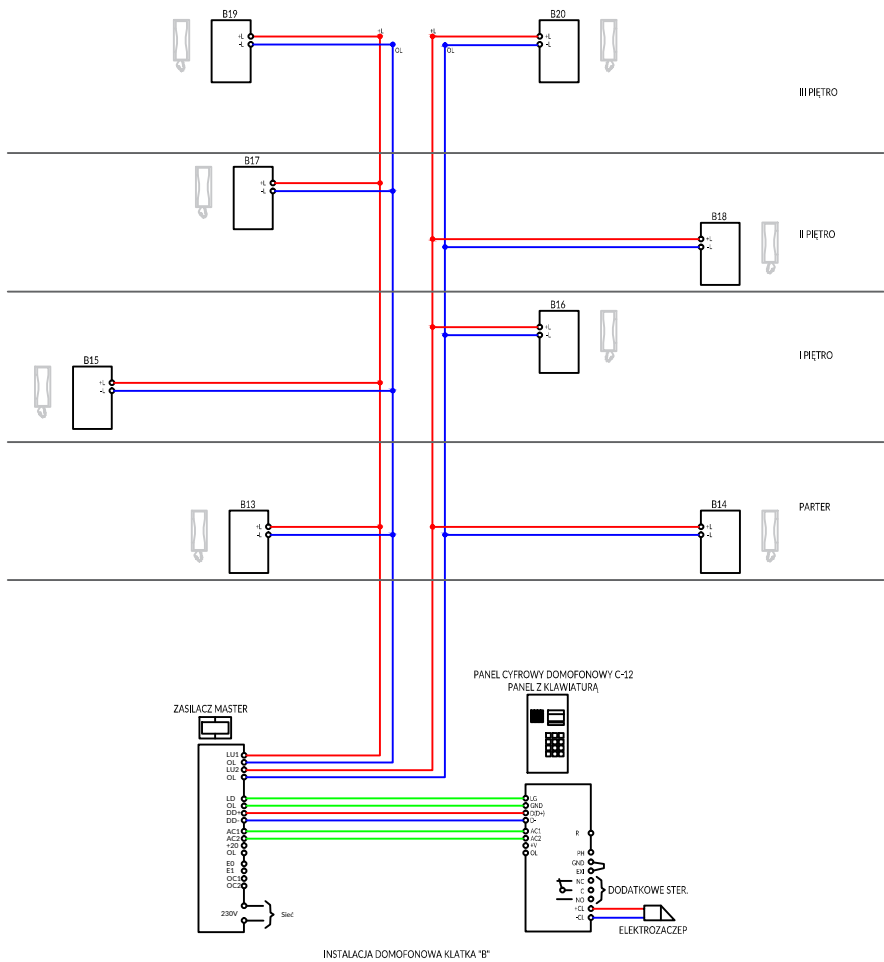 B19
B20
+L
-L
+L
OL
+L
OL
+L
-L
III PIĘTRO
B17
+L
-L
B18
+L
-L
II PIĘTRO
B16
+L
-L
I PIĘTRO
B15
+L
-L
B13
+L
-L
B14
+L
-L
PARTER
PANEL CYFROWY DOMOFONOWY C-12
PANEL Z KLAWIATURĄ
ZASILACZ MASTER
LU1
OL
LU2
OL
LD
OL
DD+
DD-
AC1
AC2
+20
OL
E0
E1
OC1
OC2
230V
Sieć
LG
GND
D(D+)
D-
AC1
AC2
+V
OL
R
PH
GND
EXI
NC
C
NO
+CL
-CL
DODATKOWE STER.
ELEKTROZACZEP
INSTALACJA DOMOFONOWA KLATKA "B"